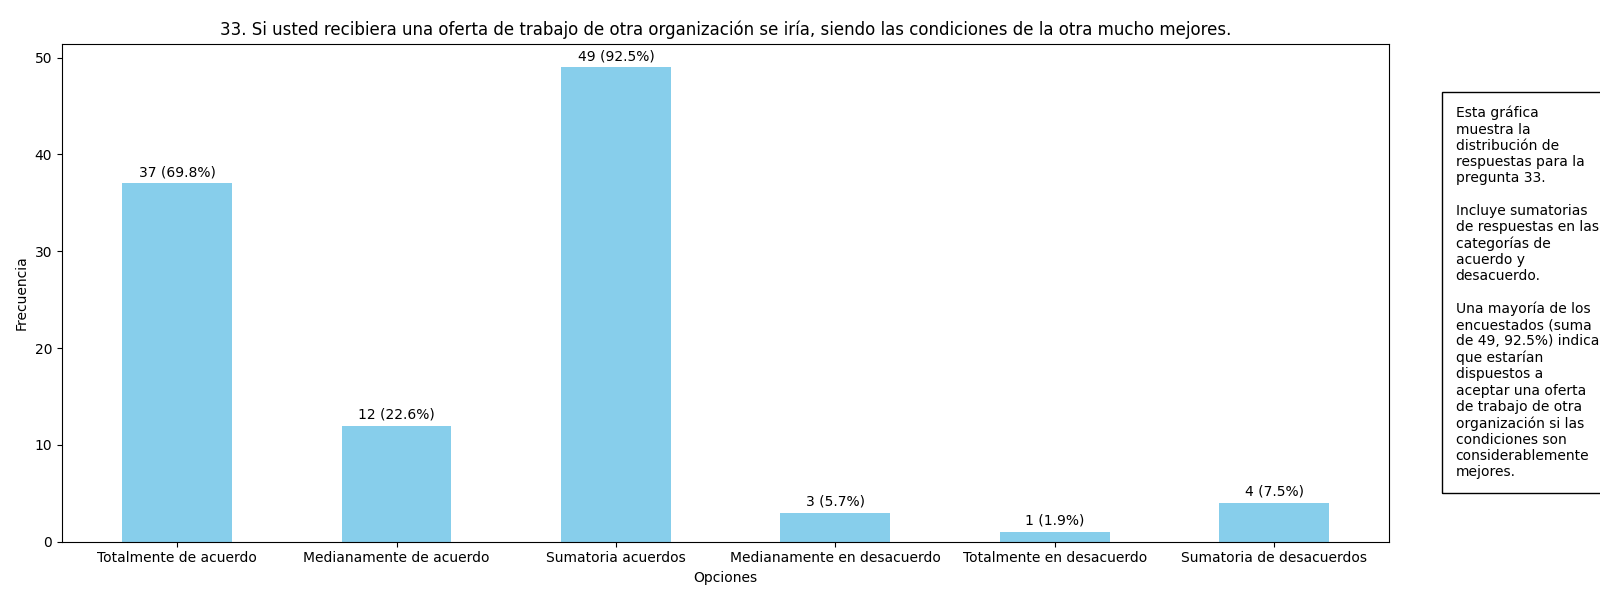 33. Si usted recibiera una oferta de trabajo de otra organización se iría, siendo las condiciones de la otra mucho mejores.
50
40
30
20
10
0
Frecuencia
37 (69.8%)
12 (22.6%)
49 (92.5%)
3 (5.7%)
1 (1.9%)
4 (7.5%)
Totalmente de acuerdo
Medianamente de acuerdo
Sumatoria acuerdos
Medianamente en desacuerdo
Totalmente en desacuerdo
Sumatoria de desacuerdos
Opciones
Esta gráfica
muestra la
distribución de
respuestas para la
pregunta 33.
Incluye sumatorias
de respuestas en las
categorías de
acuerdo y
desacuerdo.
Una mayoría de los
encuestados (suma
de 49, 92.5%) indica
que estarían
dispuestos a
aceptar una oferta
de trabajo de otra
organización si las
condiciones son
considerablemente
mejores.